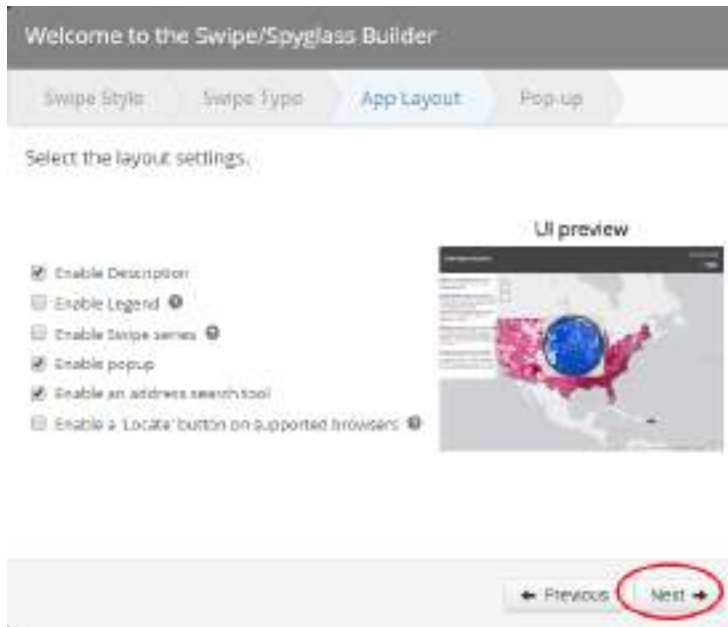 Welcome to the Swipe/Spyglass Builder
Swipe Style Swipe Type App Layout Pop-up
Select the layout settings.
UI preview
Enable Description
Enable Legend
Enable Swipe series
Enable popup
Enable an address search tool
Enable a 'Locate' button on supported browsers
Previous Next